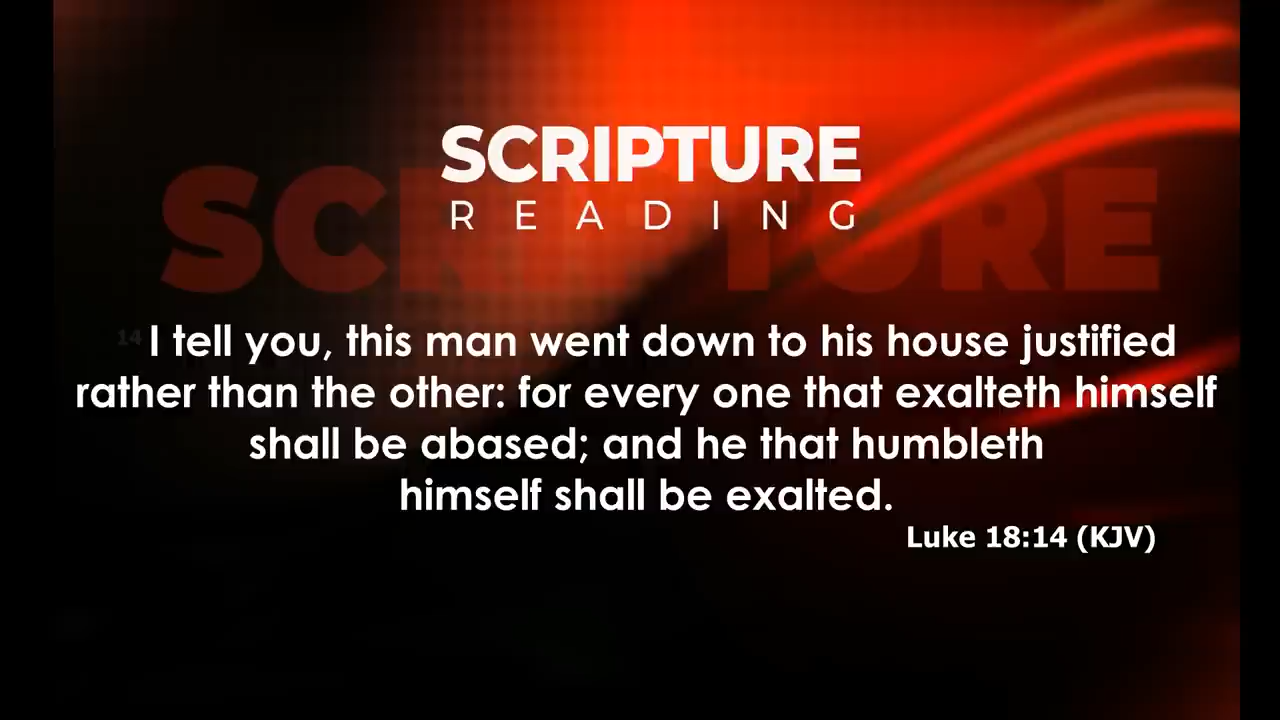 SCRIPTURE
READING
SCRIPTURE
14 I tell you, this man went down to his house justified
rather than the other: for every one that exalteth himself
shall be abased; and he that humbleth
himself shall be exalted.
Luke 18:14 (KJV)